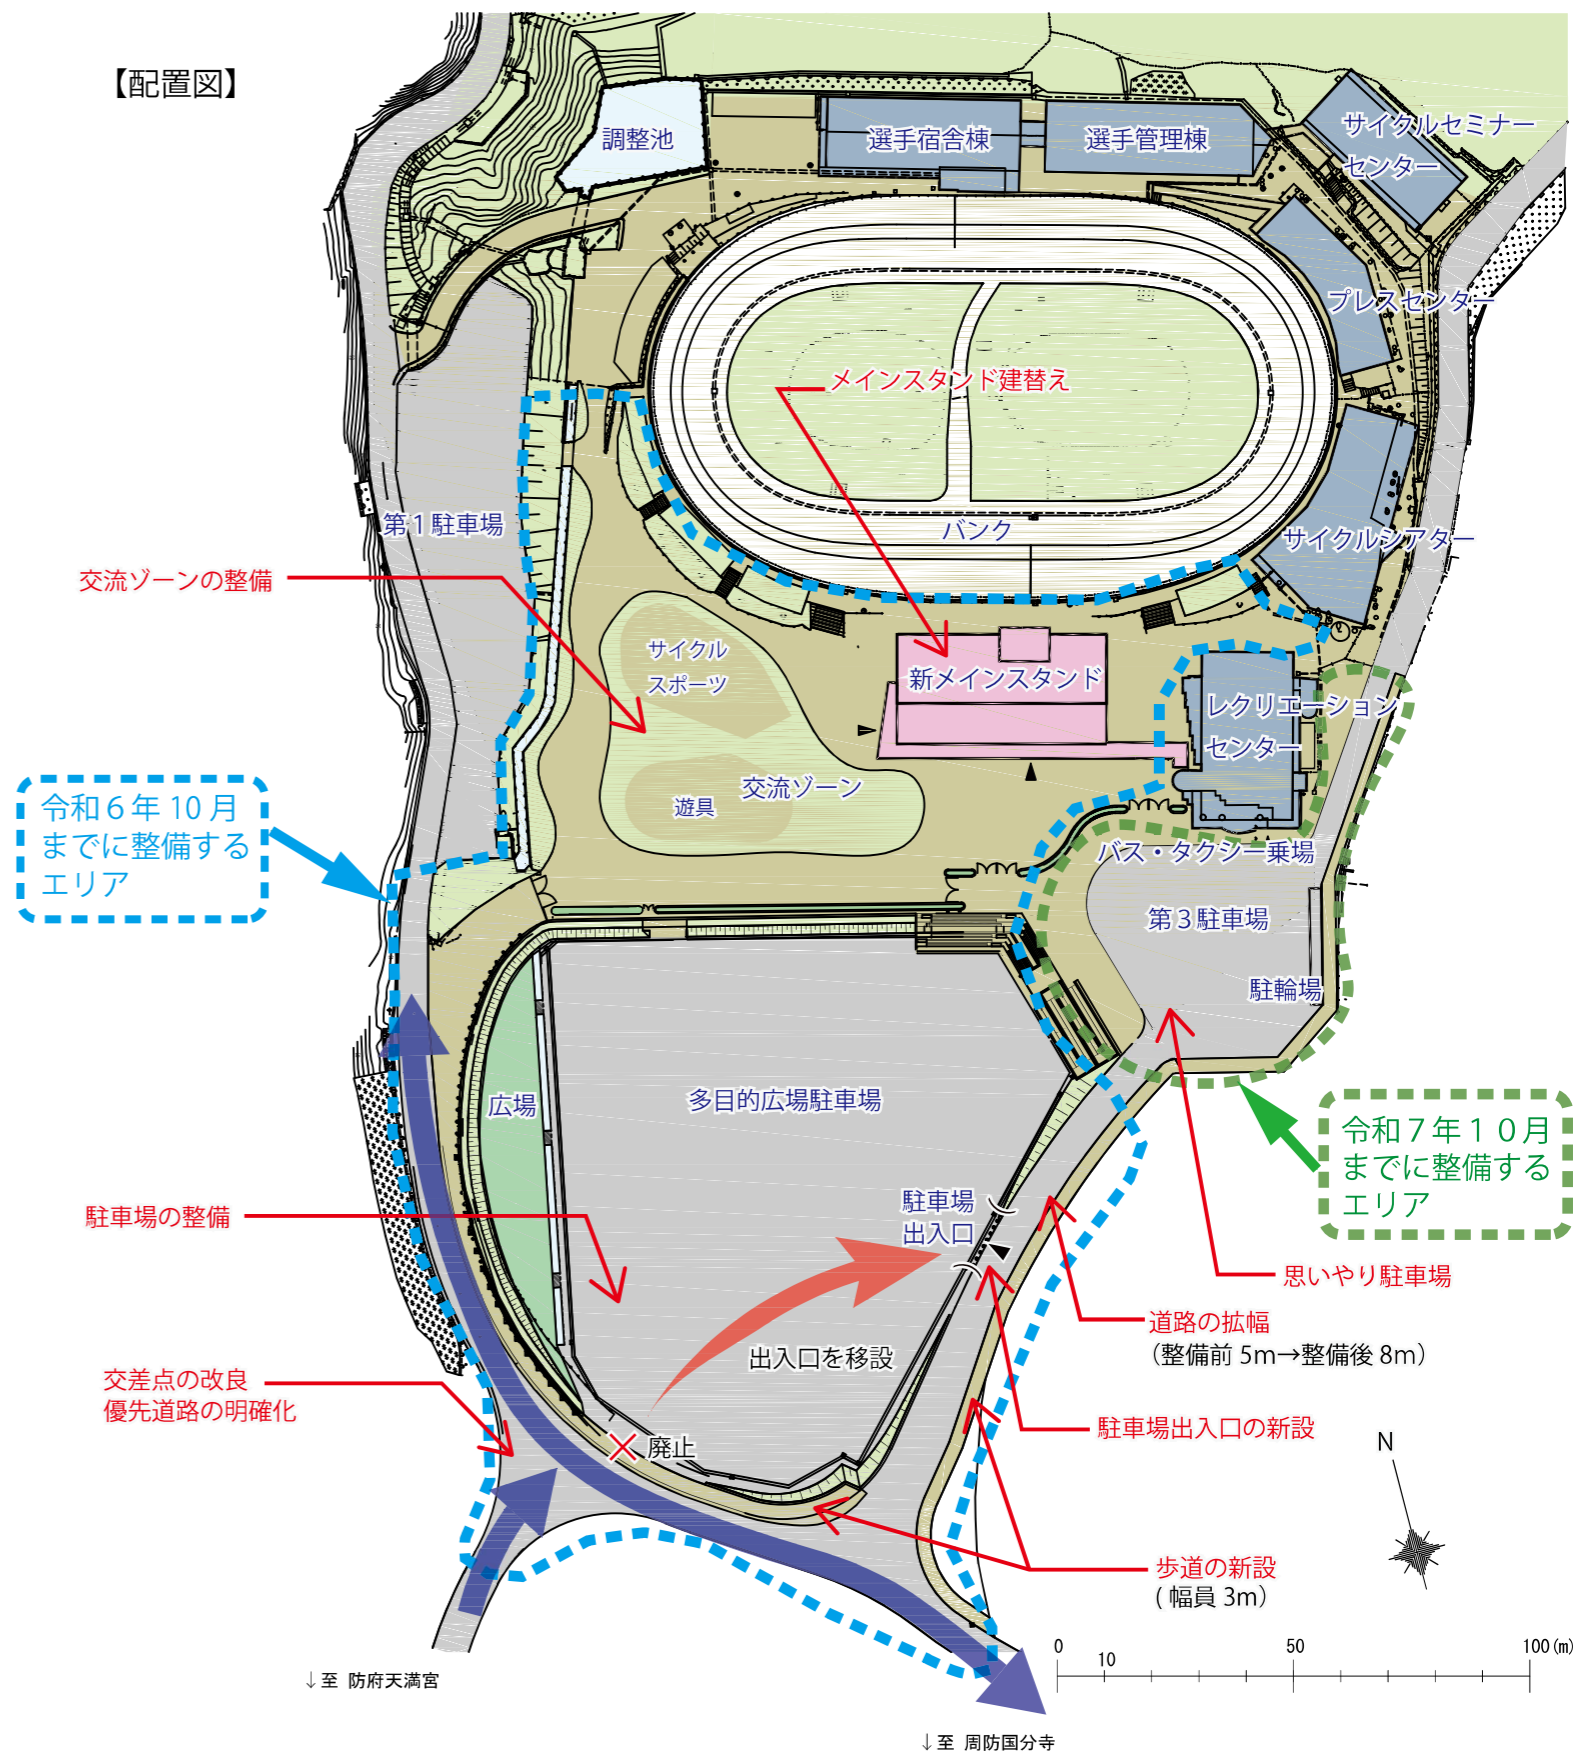 【配置図】
調整池
選手宿舎棟
選手管理棟
サイクルセミナー
センター
プレスセンター
メインスタンド建替え
第１駐車場
バンク
サイクルシアター
交流ゾーンの整備
サイクル
スポーツ
新メインスタンド
レクリエーション
センター
交流ゾーン
遊具
令和６年 10 月
までに整備する
エリア
バス・タクシー乗場
第３駐車場
駐輪場
広場
多目的広場駐車場
令和７年１０月
までに整備する
エリア
駐車場
出入口
駐車場の整備
思いやり駐車場
道路の拡幅
（整備前 5m→整備後 8m）
出入口を移設
交差点の改良
優先道路の明確化
廃止
駐車場出入口の新設
N
歩道の新設
( 幅員 3m）
0 50 100 (m)
10
↓至 防府天満宮
↓至 周防国分寺